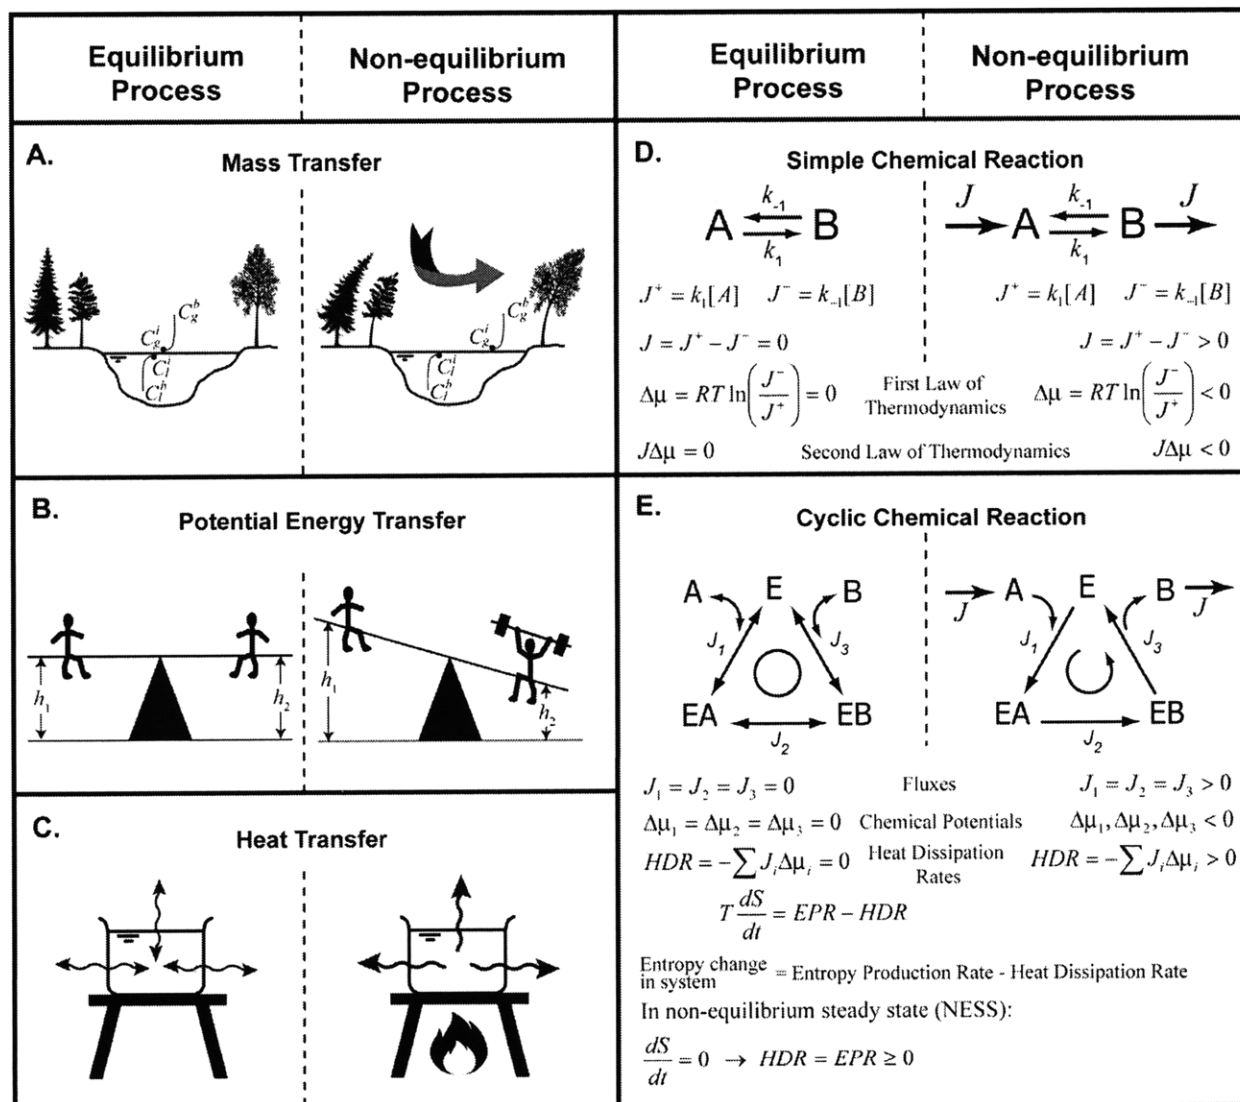 Equilibrium
Process
Non-equilibrium
Process
Equilibrium
Process
Non-equilibrium
Process
A.
Mass Transfer
C_g^b
C_g^i
C_l^i
C_l^b
C_g^b
C_g^i
C_l^i
C_l^b
B.
Potential Energy Transfer
h_1
h_2
h_1
h_2
C.
Heat Transfer
D.
Simple Chemical Reaction
k_{-1}
A ⇌ B
k_1
J
k_{-1}
J
→ A ⇌ B →
k_1
J^+ = k_1[A] J^- = k_{-1}[B]
J^+ = k_1[A] J^- = k_{-1}[B]
J = J^+ − J^- = 0
J = J^+ − J^- > 0
Δμ = RT ln(J^-/J^+) = 0
First Law of
Thermodynamics
Δμ = RT ln(J^-/J^+) < 0
JΔμ = 0
Second Law of Thermodynamics
JΔμ < 0
E.
Cyclic Chemical Reaction
A
E
B
J_1
J_3
EA
EB
J_2
J
A
E
B
J
J_1
J_3
EA
EB
J_2
J_1 = J_2 = J_3 = 0
Fluxes
J_1 = J_2 = J_3 > 0
Δμ_1 = Δμ_2 = Δμ_3 = 0
Chemical Potentials
Δμ_1, Δμ_2, Δμ_3 < 0
HDR = −∑ J_i Δμ_i = 0
Heat Dissipation
Rates
HDR = −∑ J_i Δμ_i > 0
T dS/dt = EPR − HDR
Entropy change
in system
= Entropy Production Rate - Heat Dissipation Rate
In non-equilibrium steady state (NESS):
dS/dt = 0 → HDR = EPR ≥ 0